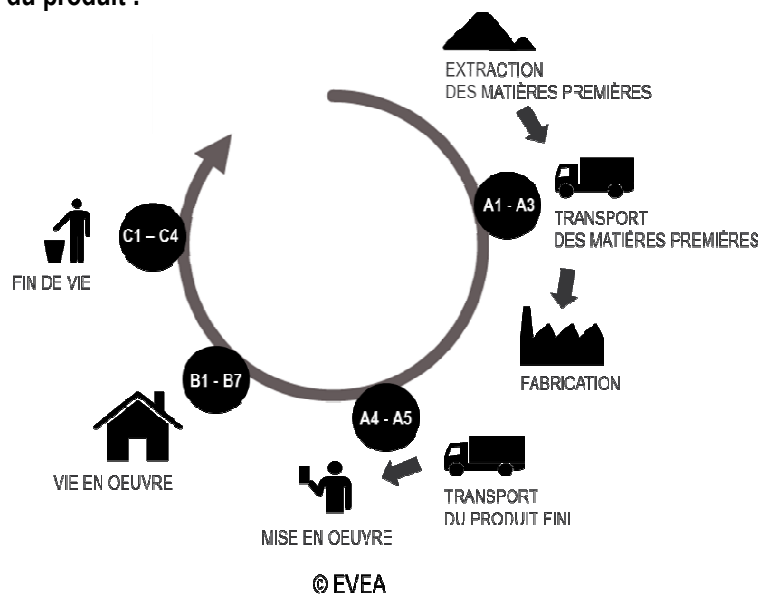 du produit :
EXTRACTION
DES MATIÈRES PREMIÈRES
A1 - A3
TRANSPORT
DES MATIÈRES PREMIÈRES
C1 – C4
FIN DE VIE
FABRICATION
B1 - B7
A4 - A5
VIE EN OEUVRE
TRANSPORT
DU PRODUIT FINI
MISE EN OEUVRE
© EVEA